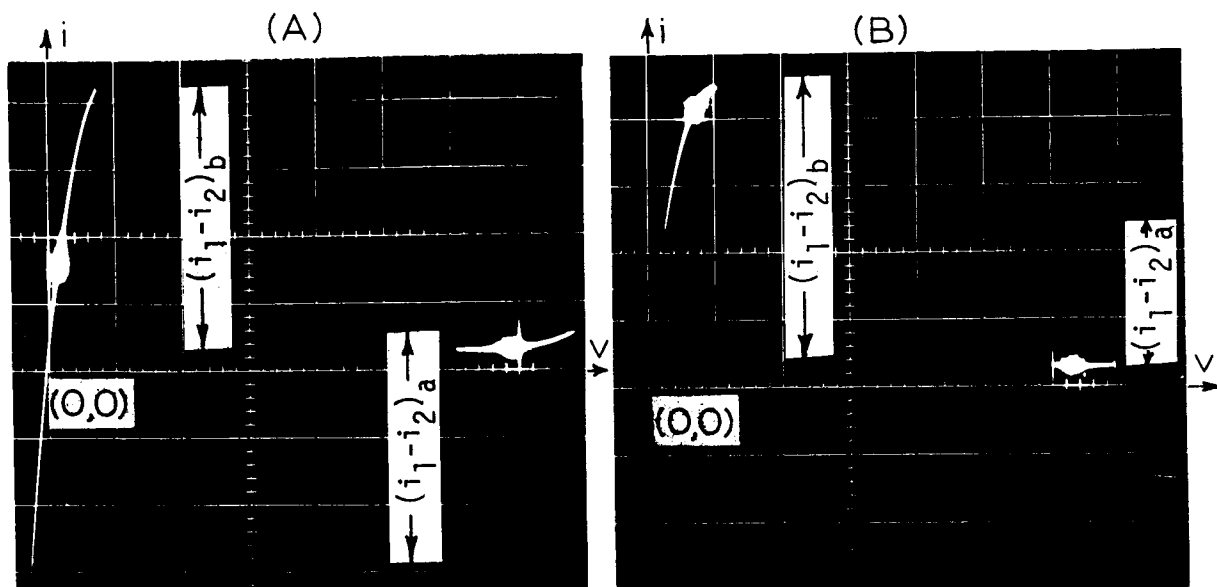 (A)
i
(i₁-i₂)b
(i₁-i₂)a
(0,0)
V
(B)
i
(i₁-i₂)b
(i₁-i₂)a
(0,0)
V